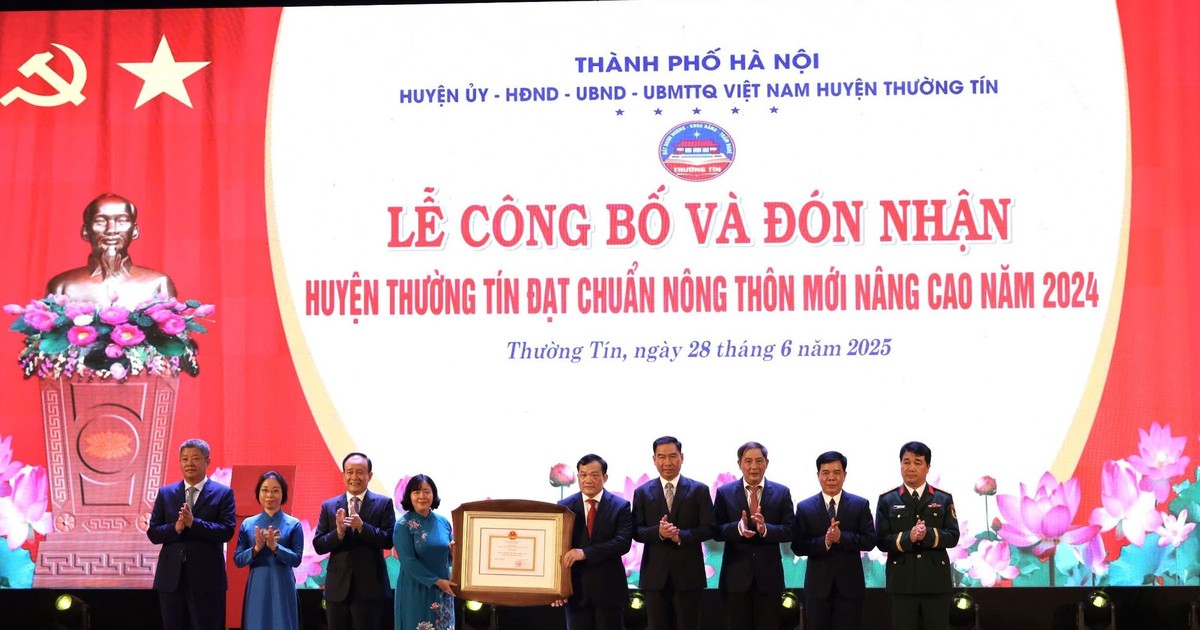 THÀNH PHỐ HÀ NỘI
HUYỆN ỦY - HĐND - UBND - UBMTTQ VIỆT NAM HUYỆN THƯỜNG TÍN
THƯỜNG TÍN
LỄ CÔNG BỐ VÀ ĐÓN NHẬN
HUYỆN THƯỜNG TÍN ĐẠT CHUẨN NÔNG THÔN MỚI NÂNG CAO NĂM 2024
Thường Tín, ngày 28 tháng 6 năm 2025